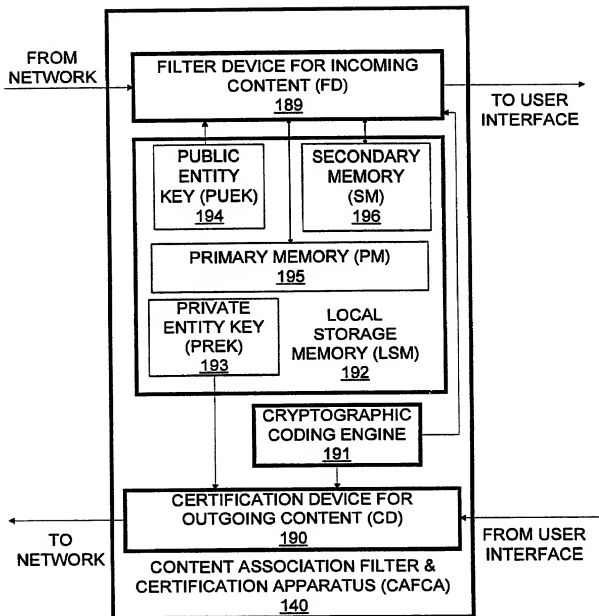 FROM
NETWORK
FILTER DEVICE FOR INCOMING
CONTENT (FD)
189
TO USER
INTERFACE
PUBLIC
ENTITY
KEY (PUEK)
194
SECONDARY
MEMORY
(SM)
196
PRIMARY MEMORY (PM)
195
PRIVATE
ENTITY KEY
(PREK)
193
LOCAL
STORAGE
MEMORY (LSM)
192
CRYPTOGRAPHIC
CODING ENGINE
191
CERTIFICATION DEVICE FOR
OUTGOING CONTENT (CD)
190
TO
NETWORK
FROM USER
INTERFACE
CONTENT ASSOCIATION FILTER &
CERTIFICATION APPARATUS (CAFCA)
140